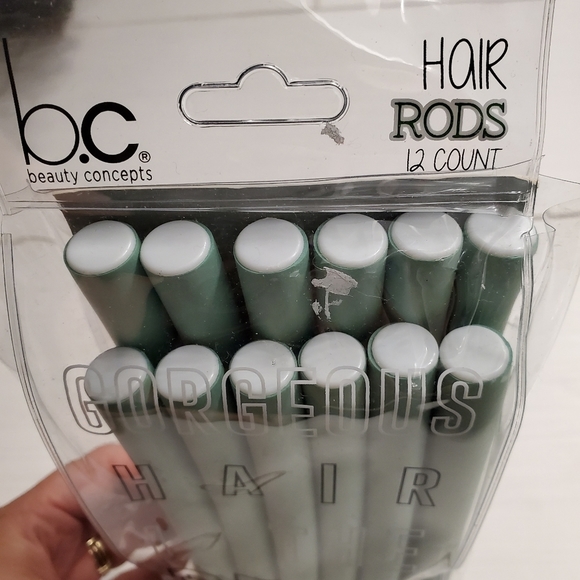 b.c®
beauty concepts
HAIR
RODS
12 COUNT
GORGEOUS
HAIR